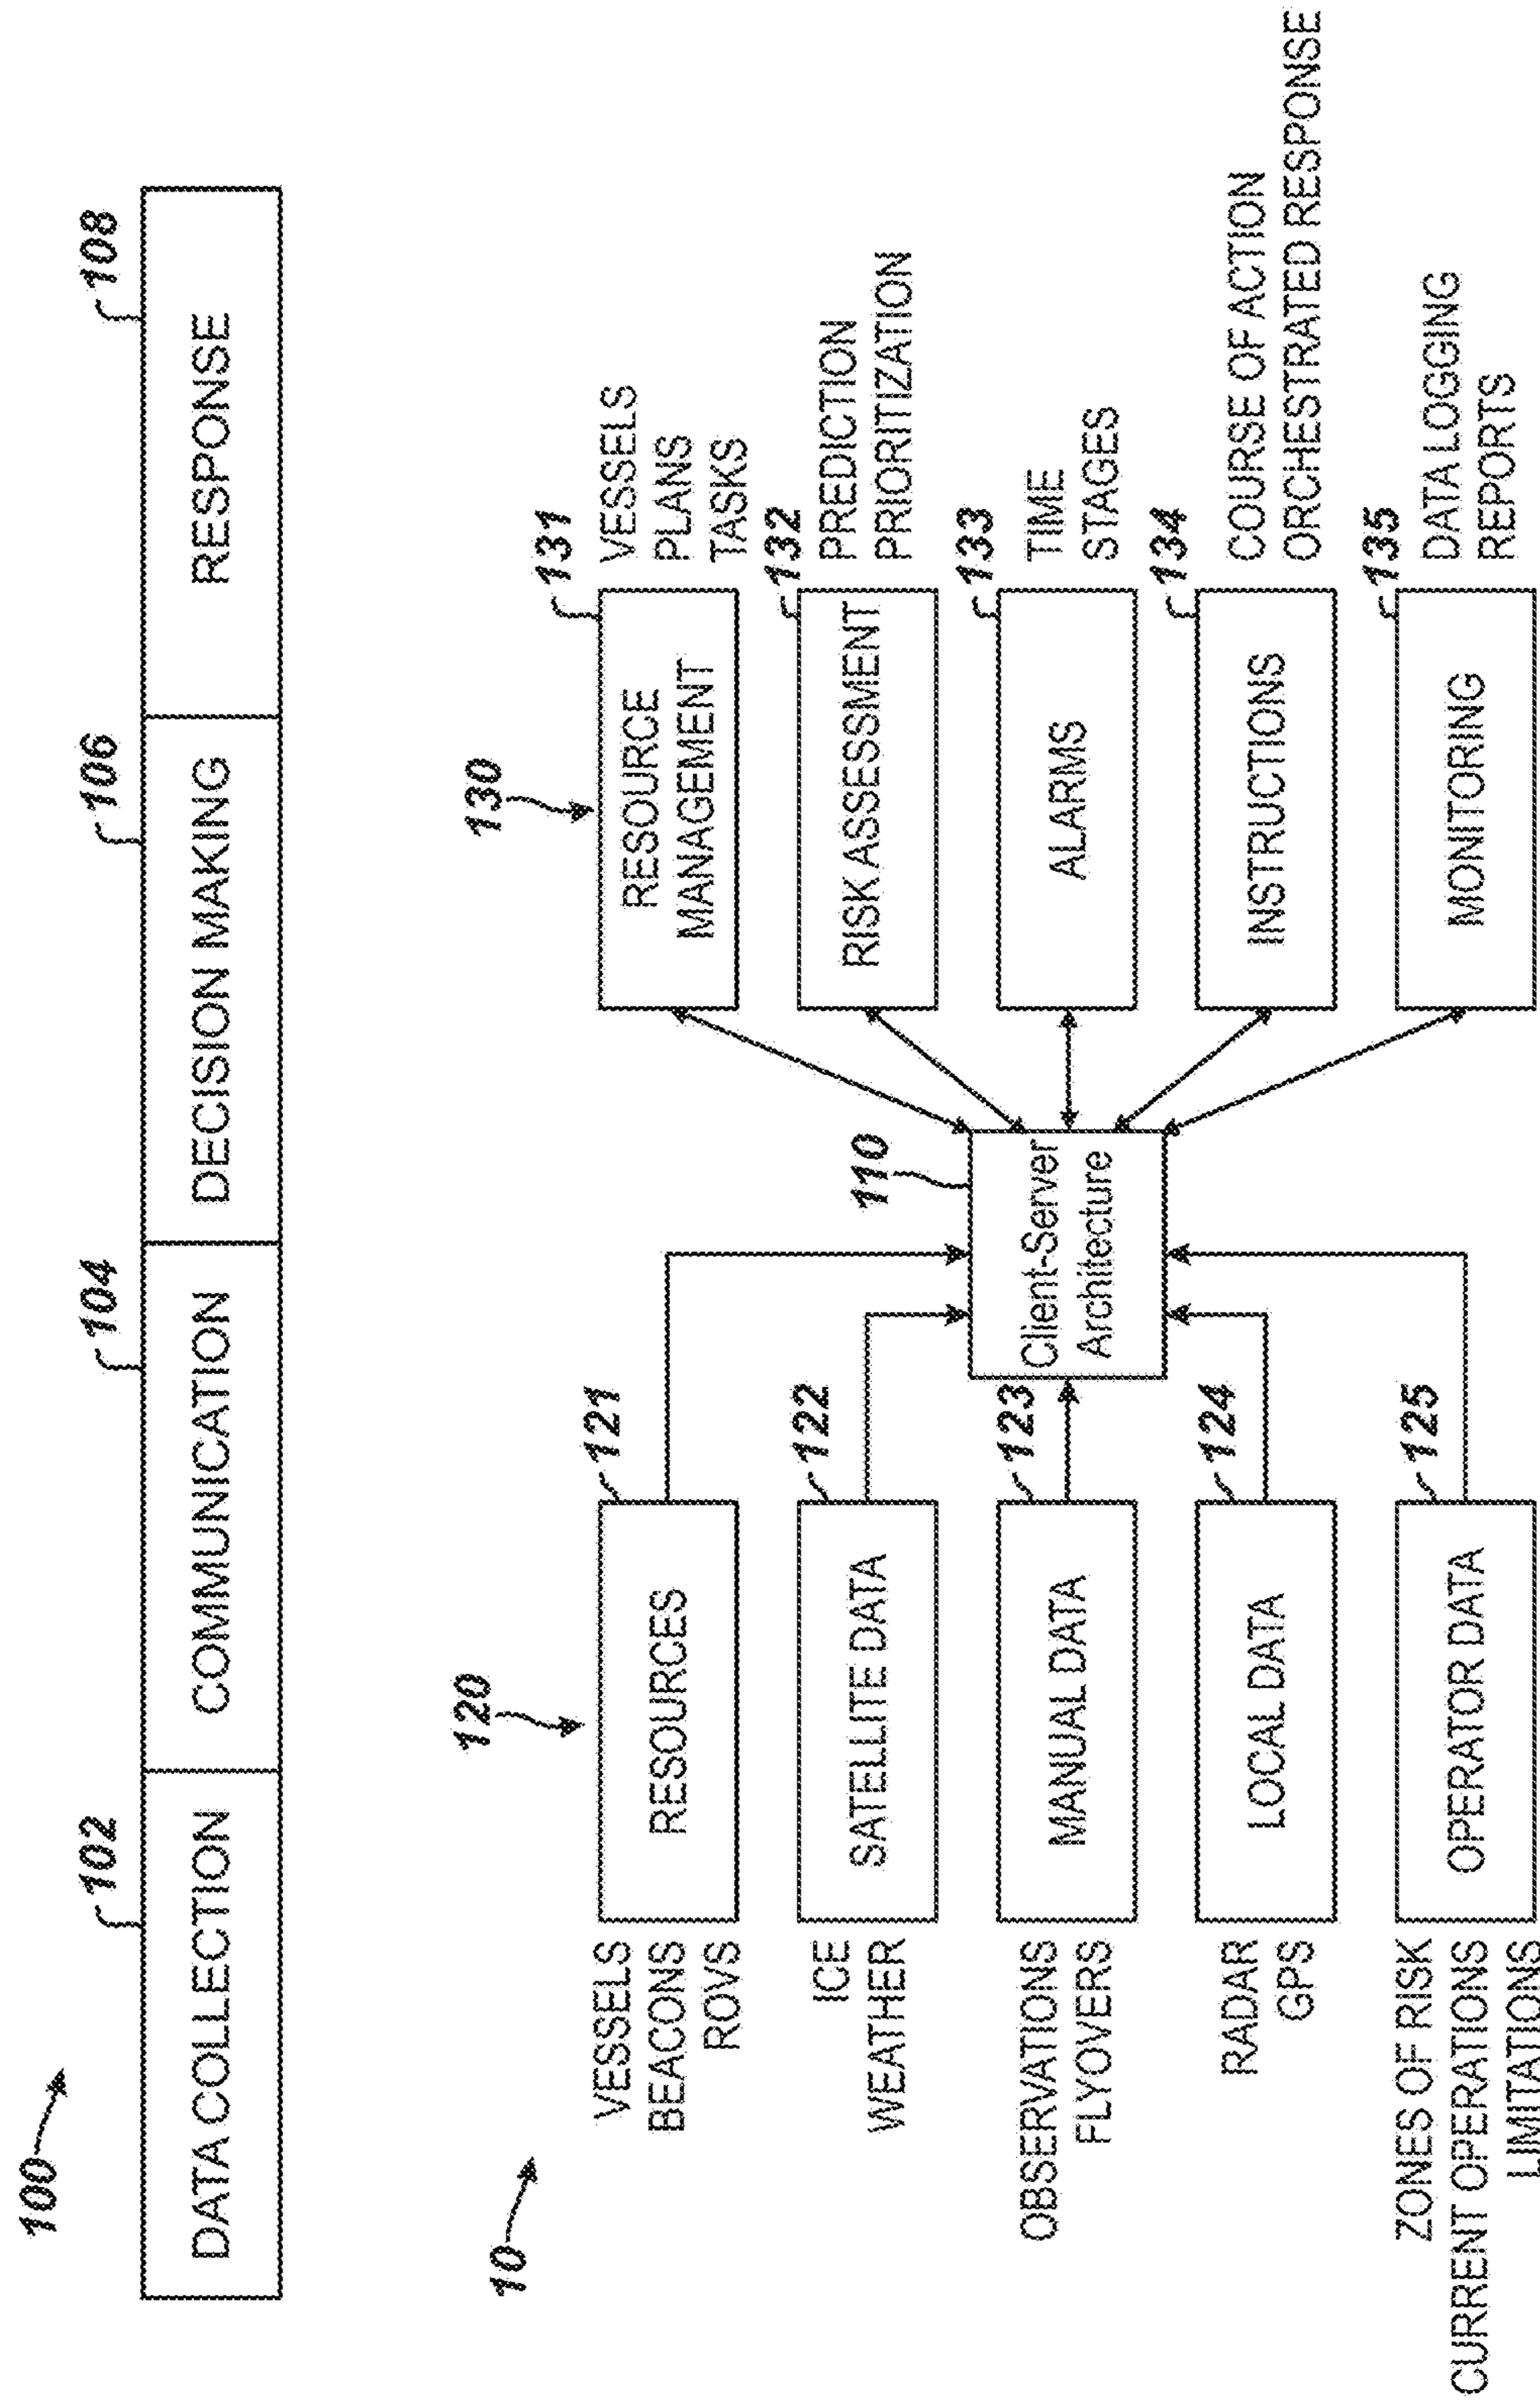 100
102
104
106
108
DATA COLLECTION
COMMUNICATION
DECISION MAKING
RESPONSE
10
120
130
VESSELS
BEACONS
ROVS
121
RESOURCES
ICE
WEATHER
122
SATELLITE DATA
OBSERVATIONS
FLYOVERS
123
MANUAL DATA
RADAR
GPS
124
LOCAL DATA
ZONES OF RISK
CURRENT OPERATIONS
LIMITATIONS
125
OPERATOR DATA
110
Client-Server
Architecture
131
RESOURCE
MANAGEMENT
VESSELS
PLANS
TASKS
132
RISK ASSESSMENT
PREDICTION
PRIORITIZATION
133
ALARMS
TIME
STAGES
134
INSTRUCTIONS
COURSE OF ACTION
ORCHESTRATED RESPONSE
135
MONITORING
DATA LOGGING
REPORTS